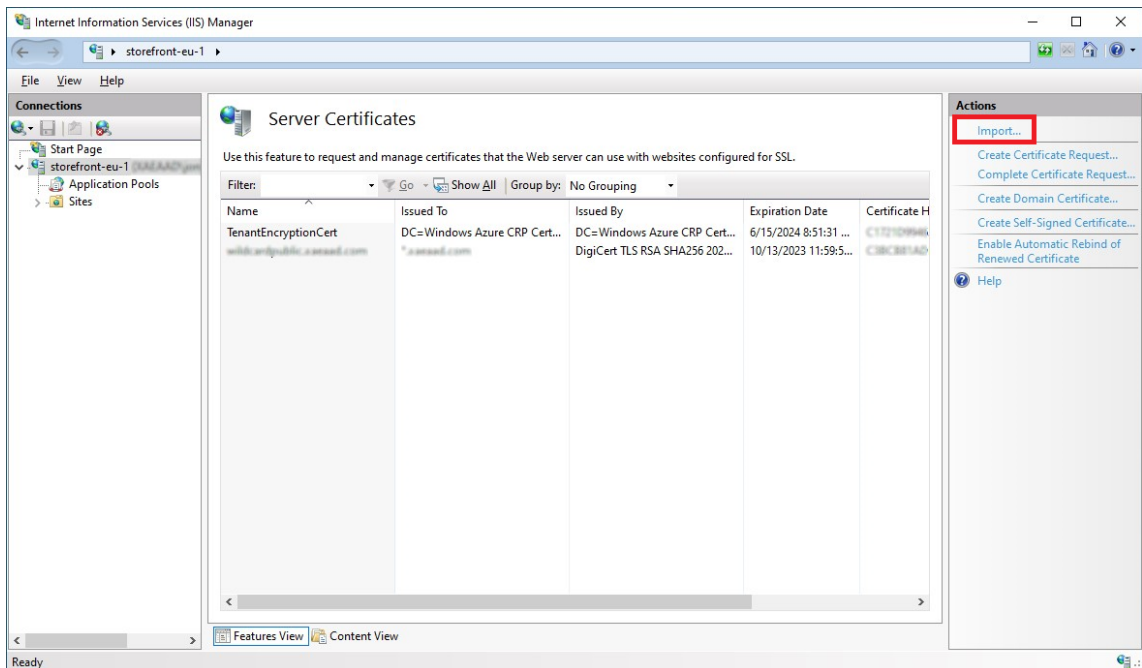 Internet Information Services (IIS) Manager
storefront-eu-1
File View Help
Connections
Start Page
storefront-eu-1
Application Pools
Sites
Server Certificates
Use this feature to request and manage certificates that the Web server can use with websites configured for SSL.
Filter: Go Show All Group by: No Grouping
Name Issued To Issued By Expiration Date Certificate H
TenantEncryptionCert DC=Windows Azure CRP Cert... DC=Windows Azure CRP Cert... 6/15/2024 8:51:31 ...
DigiCert TLS RSA SHA256 202... 10/13/2023 11:59:5...
Features View Content View
Actions
Import...
Create Certificate Request...
Complete Certificate Request...
Create Domain Certificate...
Create Self-Signed Certificate...
Enable Automatic Rebind of
Renewed Certificate
Help
Ready